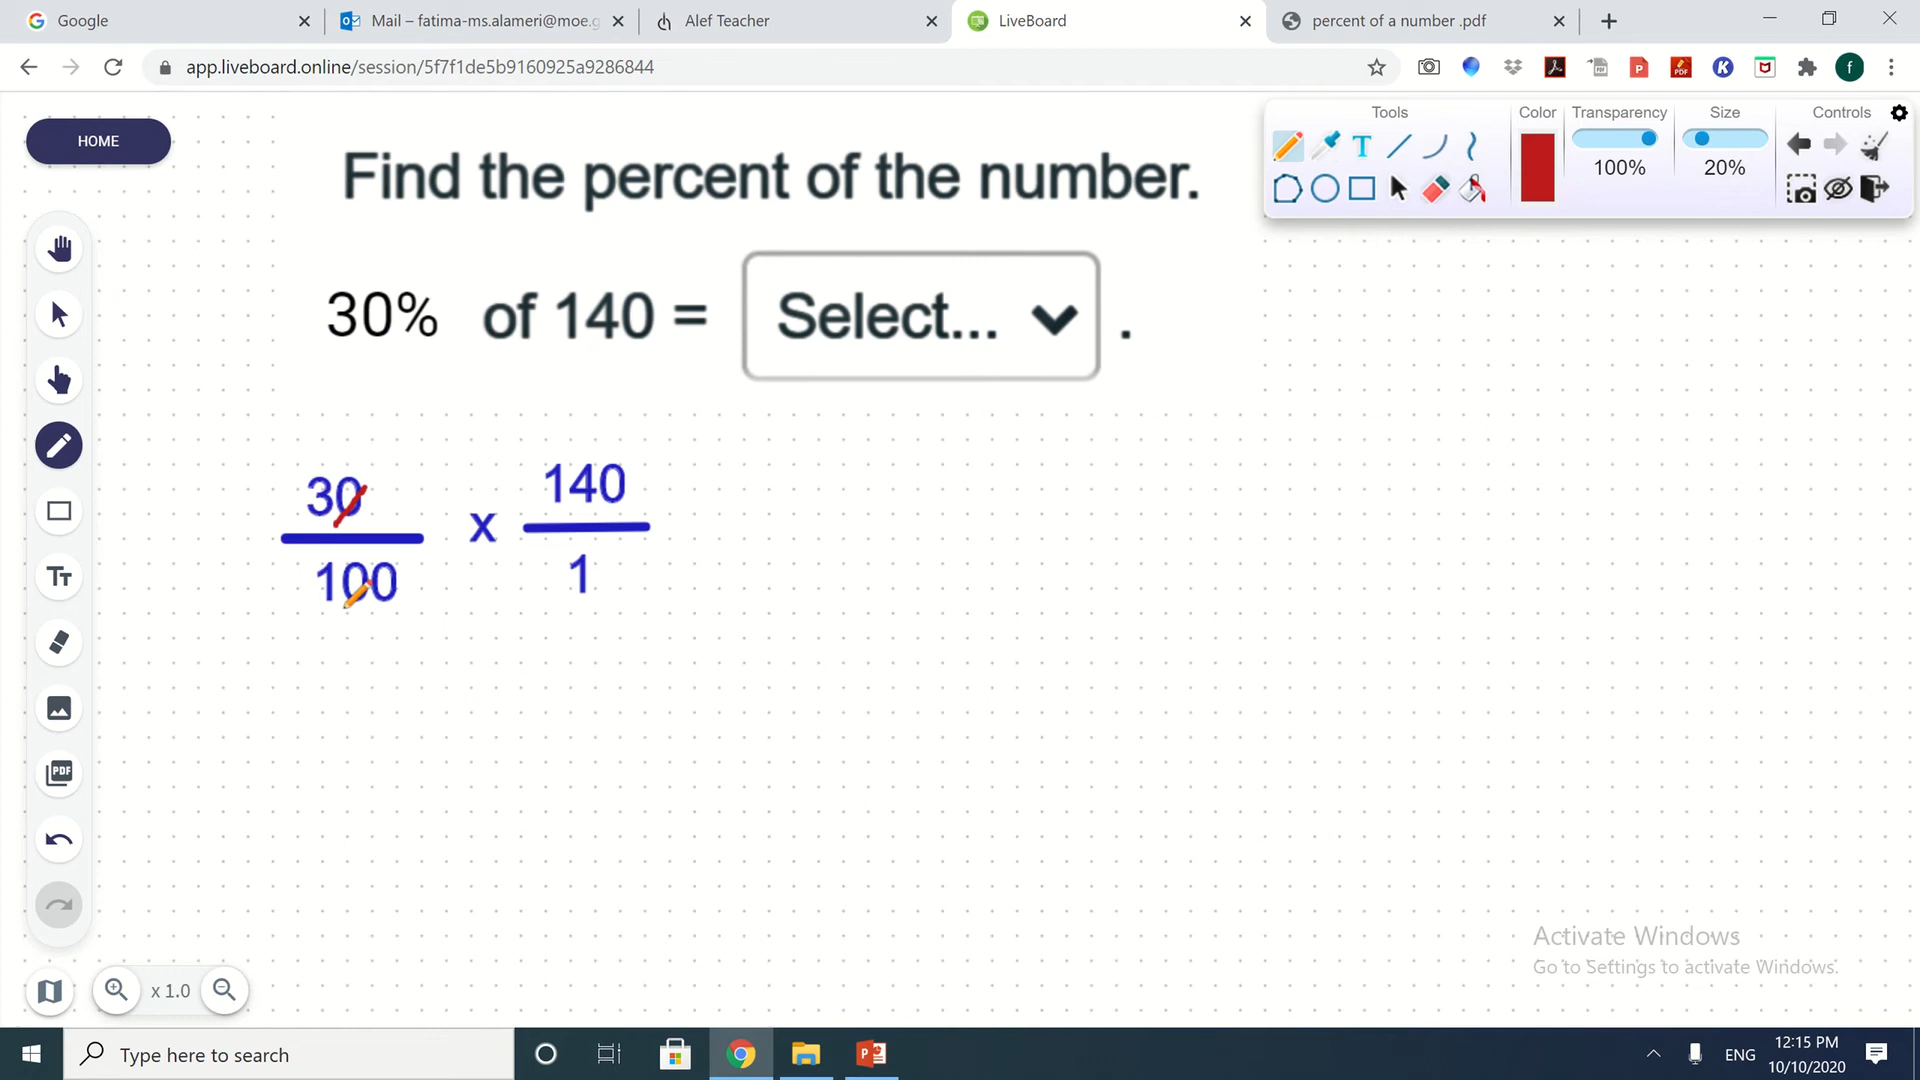 Google
Mail – fatima-ms.alameri@moe.g
Alef Teacher
LiveBoard
percent of a number .pdf
app.liveboard.online/session/5f7f1de5b9160925a9286844
f
HOME
Find the percent of the number.
30% of 140 = Select... .
Tools
Color
Transparency
Size
Controls
100%
20%
T
30
100
x
140
1
Tт
PDF
x 1.0
Activate Windows
Go to Settings to activate Windows.
Type here to search
ENG
12:15 PM
10/10/2020